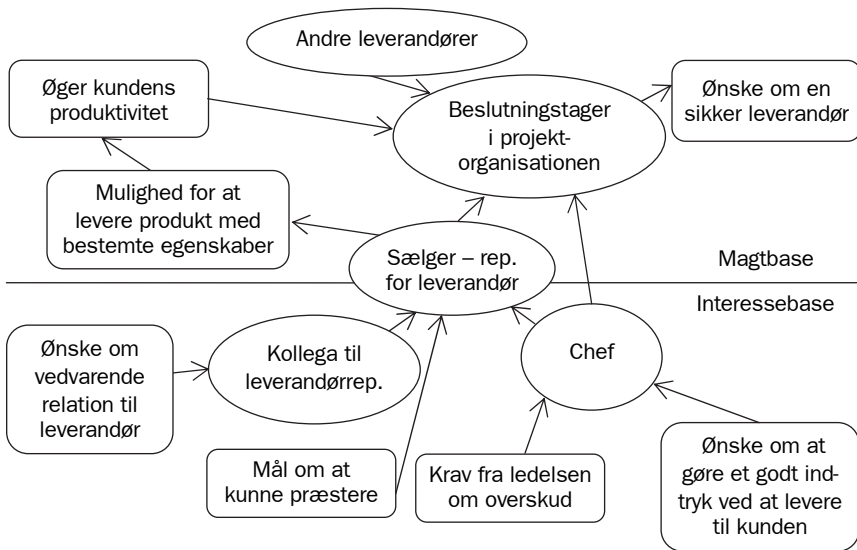 Andre leverandører
Øger kundens
produktivitet
Beslutningstager
i projekt-
organisationen
Ønske om en
sikker leverandør
Mulighed for at
levere produkt med
bestemte egenskaber
Sælger – rep.
for leverandør
Magtbase
Interessebase
Ønske om
vedvarende
relation til
leverandør
Kollega til
leverandørrep.
Chef
Mål om at
kunne præstere
Krav fra ledelsen
om overskud
Ønske om at
gøre et godt ind-
tryk ved at levere
til kunden